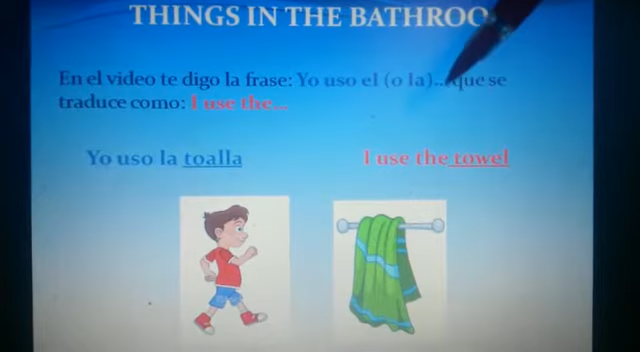 THINGS IN THE BATHROO
En el video te digo la frase: Yo uso el (o la)... que se
traduce como: I use the...
Yo uso la toalla
I use the towel